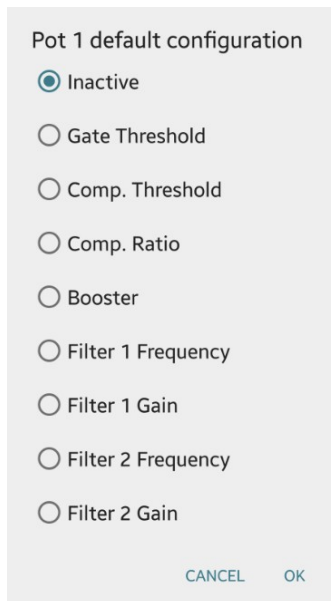 Pot 1 default configuration
Inactive
Gate Threshold
Comp. Threshold
Comp. Ratio
Booster
Filter 1 Frequency
Filter 1 Gain
Filter 2 Frequency
Filter 2 Gain
CANCEL OK